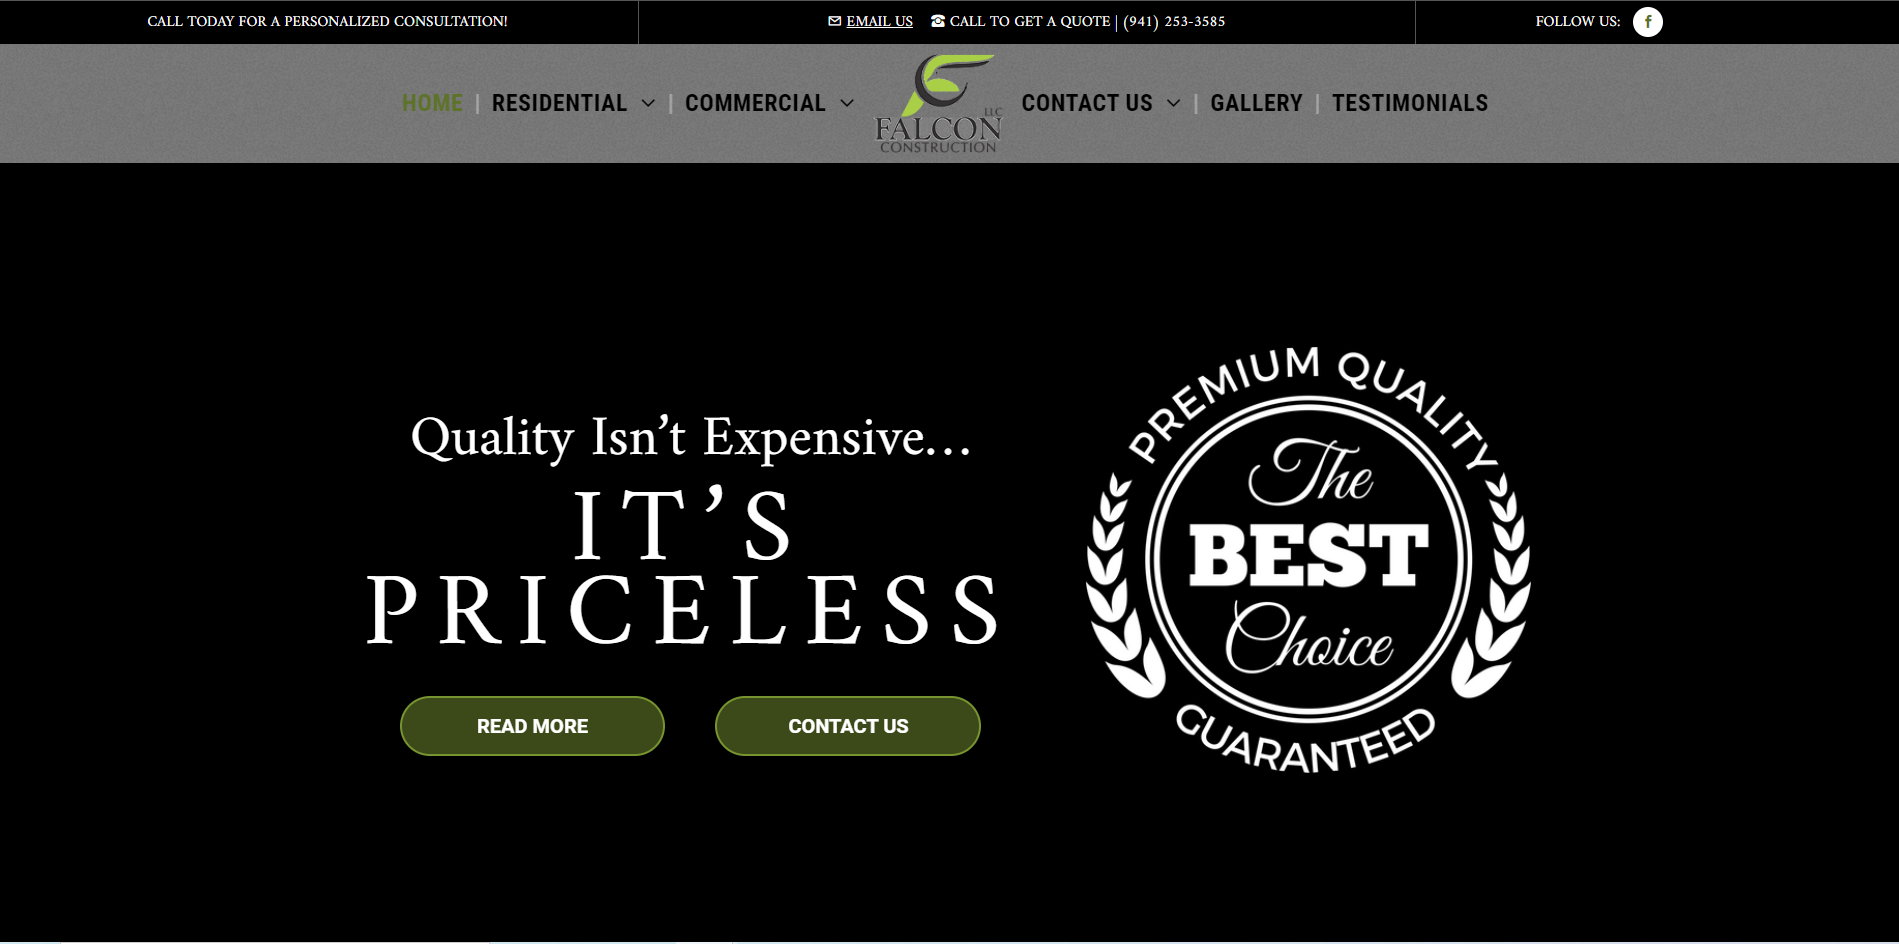 CALL TODAY FOR A PERSONALIZED CONSULTATION!
EMAIL US CALL TO GET A QUOTE | (941) 253-3585
FOLLOW US: f
HOME | RESIDENTIAL | COMMERCIAL
LLC
FALCON
CONSTRUCTION
CONTACT US | GALLERY | TESTIMONIALS
Quality Isn’t Expensive…
IT’S
PRICELESS
READ MORE
CONTACT US
PREMIUM QUALITY
The
BEST
Choice
GUARANTEED